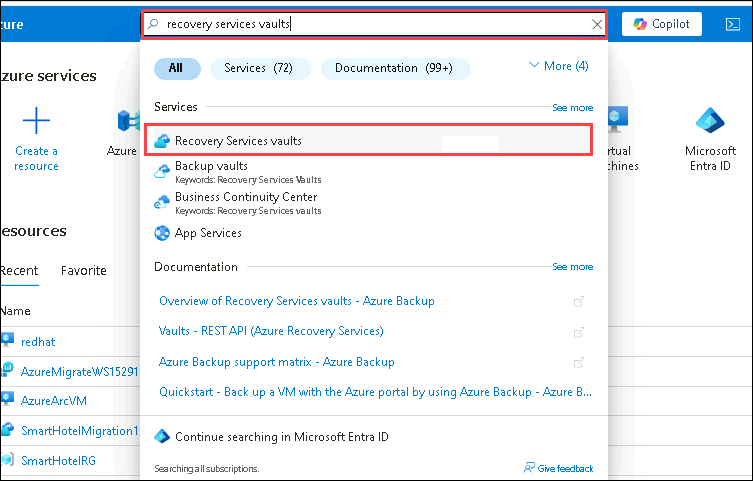 zure
recovery services vaults
Copilot
All
Services (72)
Documentation (99+)
More (4)
zure services
Services
See more
Create a
resource
Azure
Recovery Services vaults
irtual
chines
Microsoft
Entra ID
Backup vaults
Keywords: Recovery Services Vaults
Business Continuity Center
Keywords: Recovery Services vaults
App Services
esources
Recent
Favorite
Documentation
See more
Name
Overview of Recovery Services vaults - Azure Backup
redhat
Vaults - REST API (Azure Recovery Services)
AzureMigrateWS15291
Azure Backup support matrix - Azure Backup
AzureArcVM
Quickstart - Back up a VM with the Azure portal by using Azure Backup - Azure B...
SmartHotelMigration1
Continue searching in Microsoft Entra ID
SmartHotelRG
Searching all subscriptions.
Give feedback